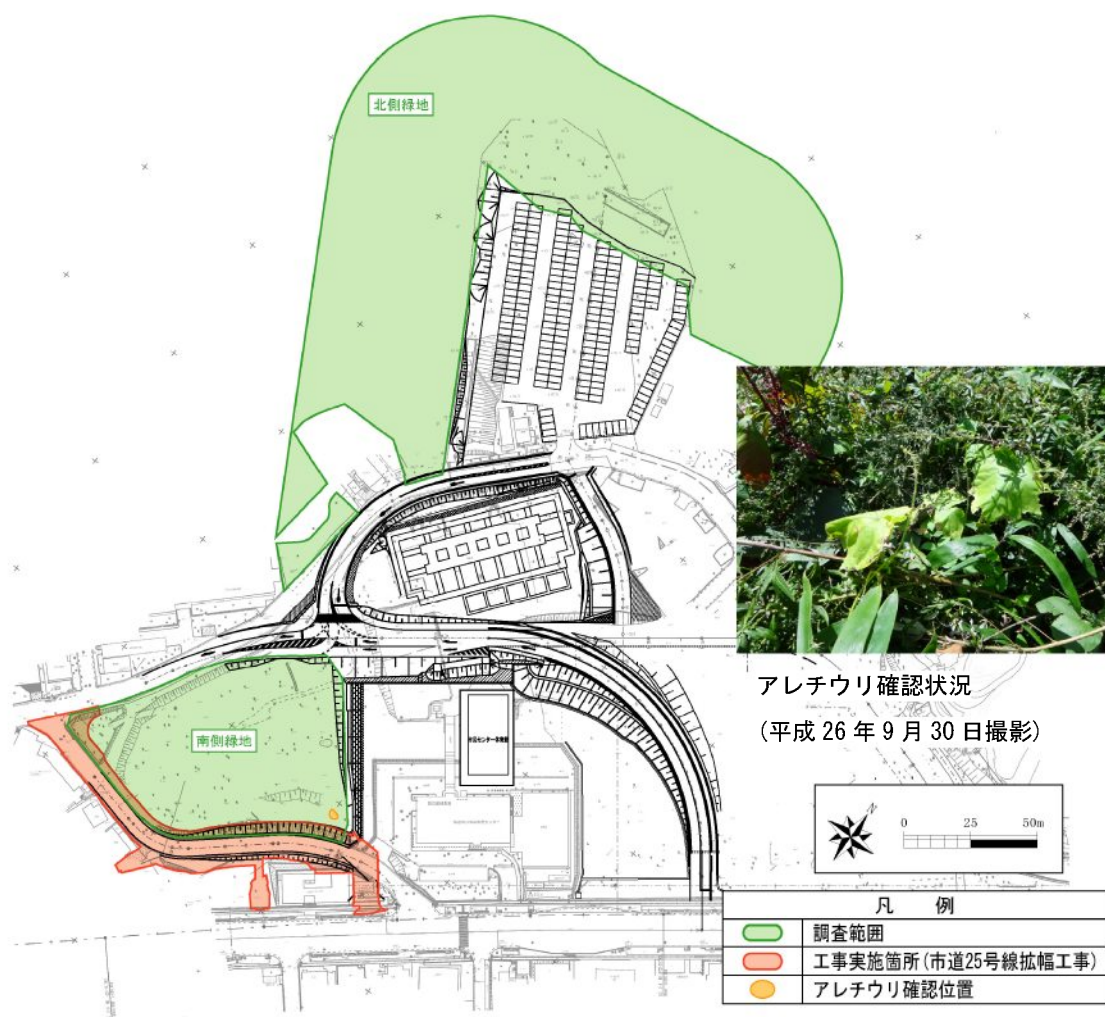 北側緑地
南側緑地
アレチウリ確認状況
(平成 26 年 9 月 30 日撮影)
0 25 50m
凡 例
調査範囲
工事実施箇所(市道25号線拡幅工事)
アレチウリ確認位置